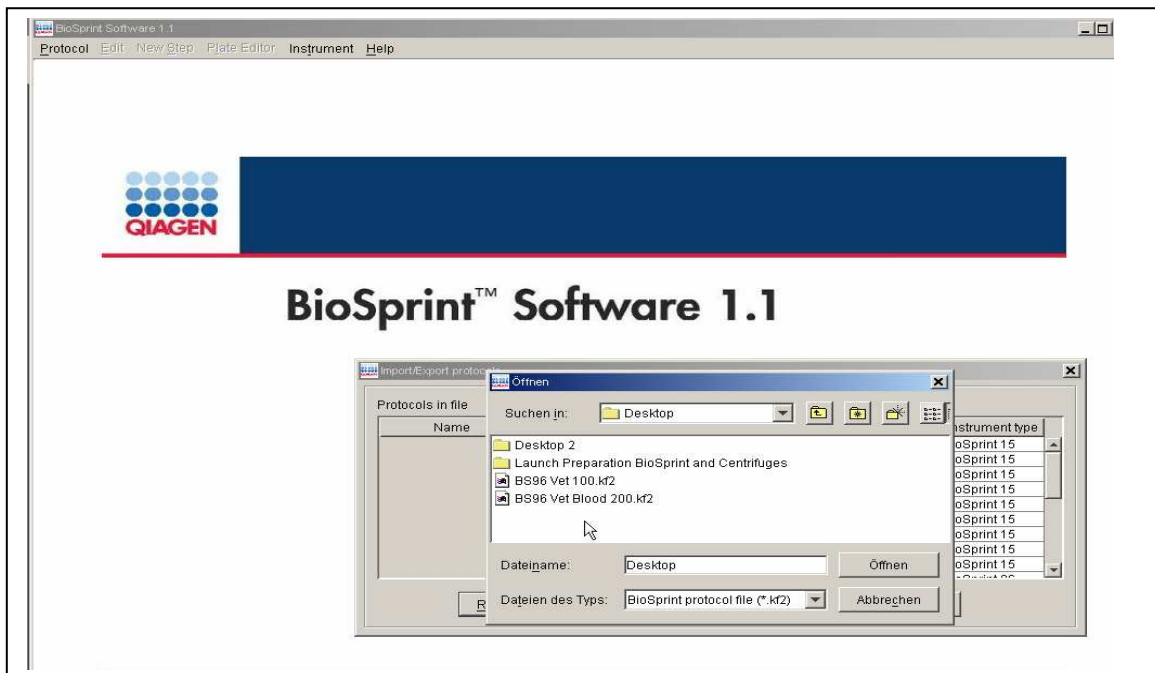 BioSprint Software 1.1
Protocol Edit New Step Plate Editor Instrument Help
QIAGEN
BioSprint™ Software 1.1
Import/Export protoco
Öffnen
Protocols in file
Name
Suchen in: Desktop
Desktop 2
Launch Preparation BioSprint and Centrifuges
BS96 Vet 100.kf2
BS96 Vet Blood 200.kf2
Dateiname: Desktop Öffnen
Dateien des Typs: BioSprint protocol file (*.kf2) Abbrechen
R
nstrument type
oSprint 15
oSprint 15
oSprint 15
oSprint 15
oSprint 15
oSprint 15
oSprint 15
oSprint 15
oSprint 15